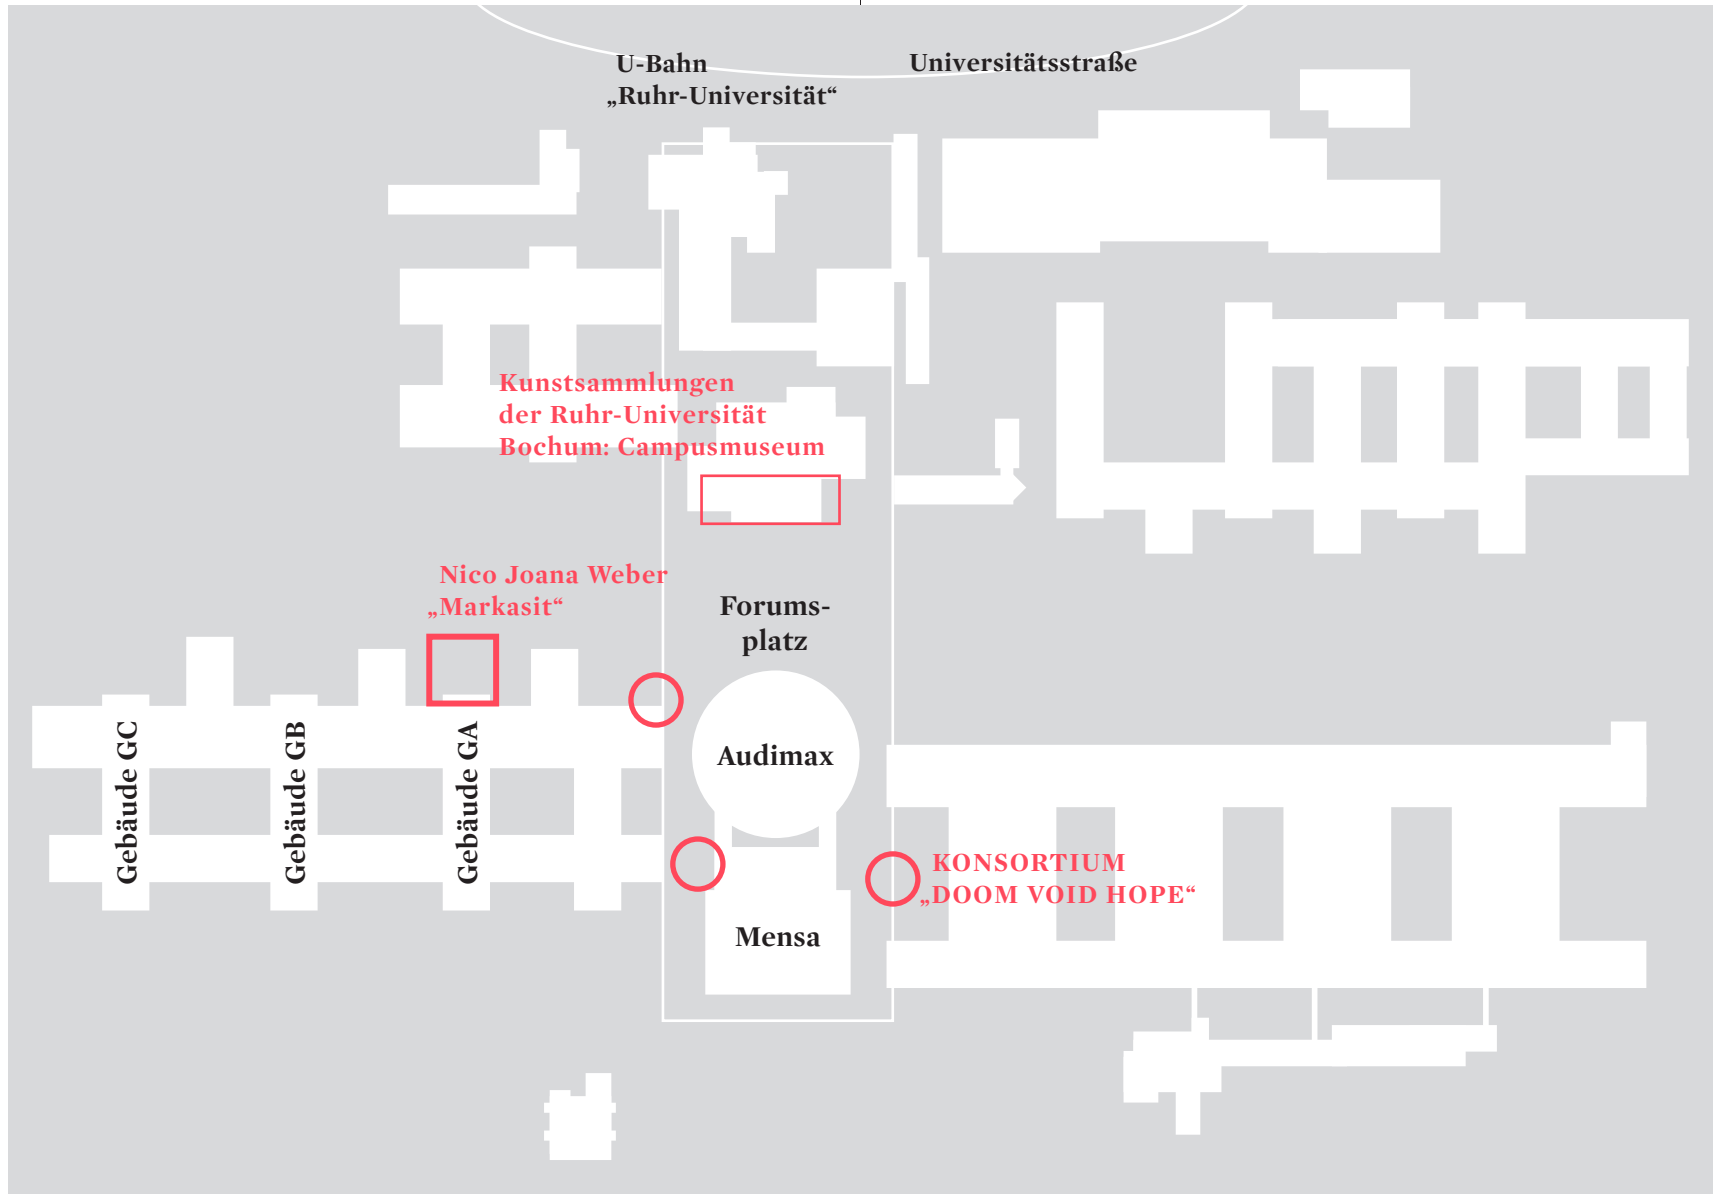 U-Bahn
„Ruhr-Universität“
Universitätsstraße
Kunstsammlungen
der Ruhr-Universität
Bochum: Campusmuseum
Nico Joana Weber
„Markasit“
Forums-
platz
Gebäude GC
Gebäude GB
Gebäude GA
Audimax
KONSORTIUM
„DOOM VOID HOPE“
Mensa